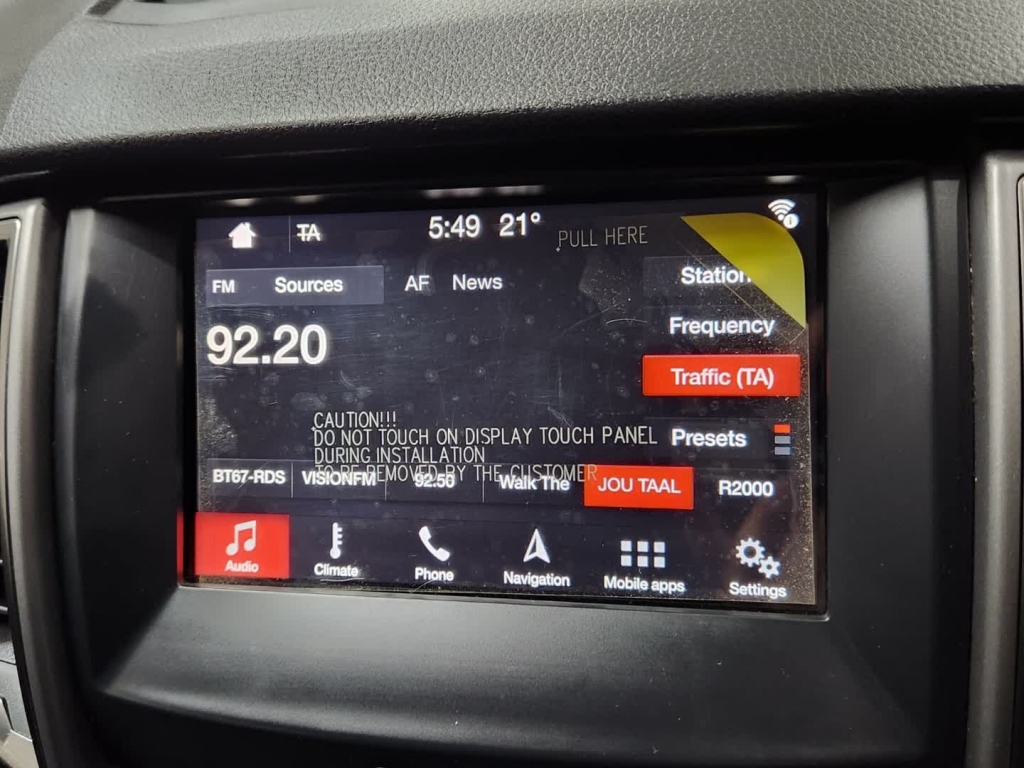 TA 5:49 21° PULL HERE
FM Sources AF News Station
92.20 Frequency
Traffic (TA)
CAUTION!!!
DO NOT TOUCH ON DISPLAY TOUCH PANEL
DURING INSTALLATION
TO BE REMOVED BY THE CUSTOMER
Presets
BT67-RDS VISIONFM 92.50 Walk The JOU TAAL R2000
Audio Climate Phone Navigation Mobile apps Settings